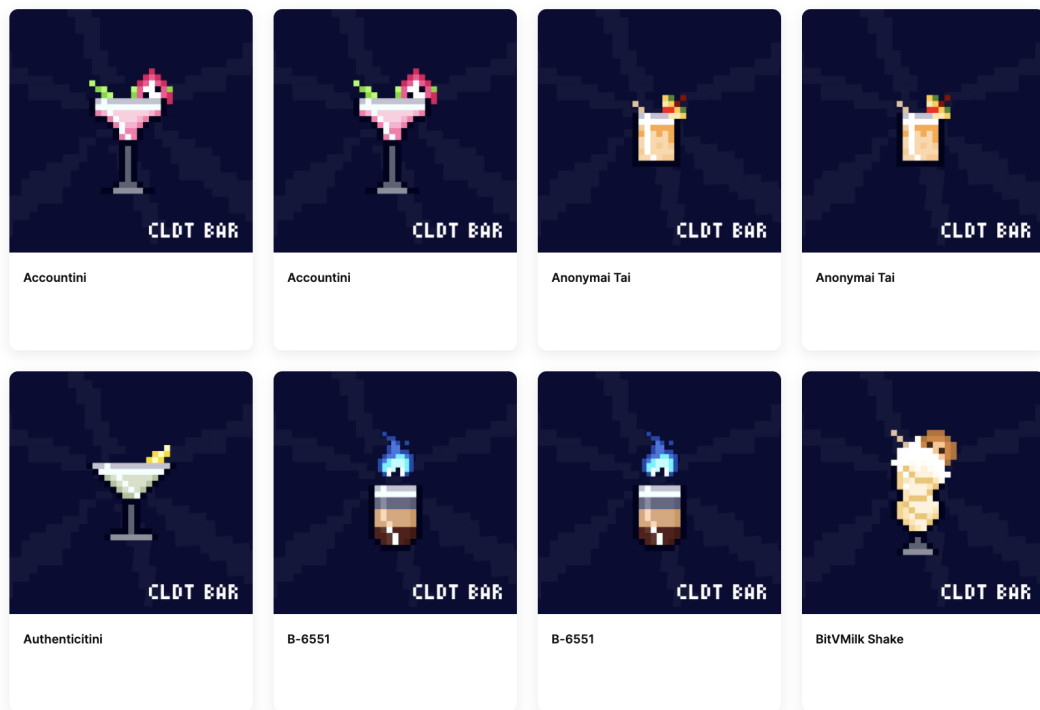 CLDT BAR
CLDT BAR
CLDT BAR
CLDT BAR
Accountini
Accountini
Anonymai Tai
Anonymai Tai
CLDT BAR
CLDT BAR
CLDT BAR
CLDT BAR
Authenticitini
B-6551
B-6551
BitVMilk Shake